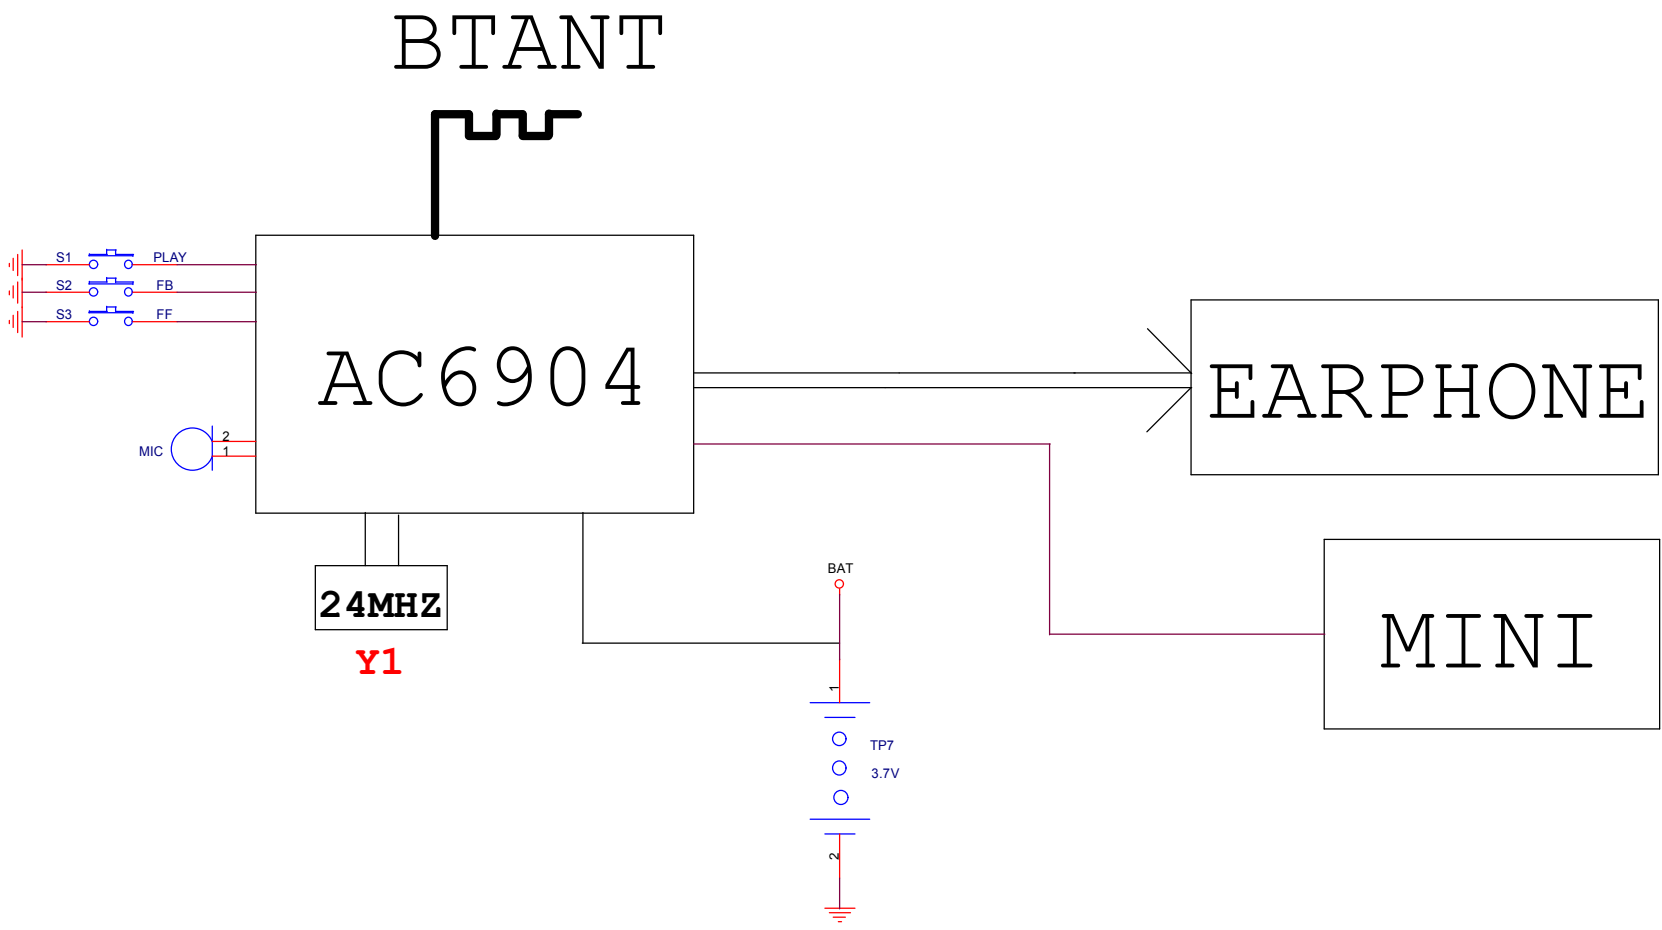 BTANT
S1 PLAY
S2 FB
S3 FF
AC6904
EARPHONE
MIC 2
1
24MHZ
Y1
BAT
MINI
1
TP7
3.7V
2